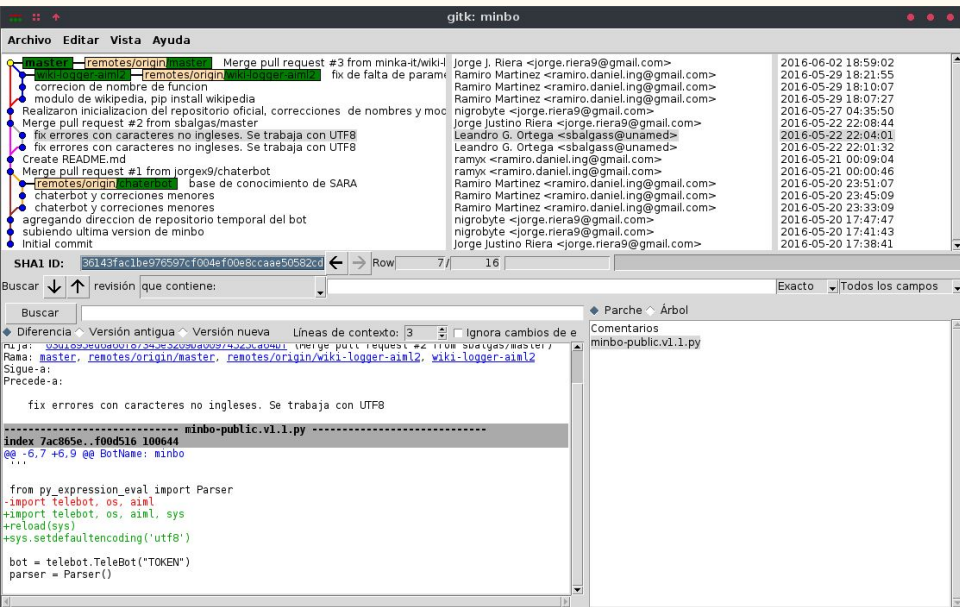 gitk: minbo
Archivo Editar Vista Ayuda
master remotes/origin/master Merge pull request #3 from minka-it/wiki-l Jorge J. Riera <jorge.riera9@gmail.com> 2016-06-02 18:59:02
wiki-logger-aiml2 remotes/origin/wiki-logger-aiml2 fix de falta de parame Ramiro Martinez <ramiro.daniel.ing@gmail.com> 2016-05-29 18:21:55
correcion de nombre de funcion Ramiro Martinez <ramiro.daniel.ing@gmail.com> 2016-05-29 18:10:07
modulo de wikipedia, pip install wikipedia Ramiro Martinez <ramiro.daniel.ing@gmail.com> 2016-05-29 18:07:27
Realizaron inicializacion del repositorio oficial, correcciones de nombres y moc nigrobyte <jorge.riera9@gmail.com> 2016-05-27 04:35:50
Merge pull request #2 from sbalgas/master Jorge Justino Riera <jorge.riera9@gmail.com> 2016-05-22 22:08:44
fix errores con caracteres no ingleses. Se trabaja con UTF8 Leandro G. Ortega <sbalgass@unamed> 2016-05-22 22:04:01
fix errores con caracteres no ingleses. Se trabaja con UTF8 Leandro G. Ortega <sbalgass@unamed> 2016-05-22 22:01:32
Create README.md ramyx <ramiro.daniel.ing@gmail.com> 2016-05-21 00:09:04
Merge pull request #1 from jorgex9/chaterbot ramyx <ramiro.daniel.ing@gmail.com> 2016-05-21 00:00:46
remotes/origin/chaterbot base de conocimiento de SARA Ramiro Martinez <ramiro.daniel.ing@gmail.com> 2016-05-20 23:51:07
chaterbot y correciones menores Ramiro Martinez <ramiro.daniel.ing@gmail.com> 2016-05-20 23:45:09
chaterbot y correciones menores Ramiro Martinez <ramiro.daniel.ing@gmail.com> 2016-05-20 23:33:09
agregando direccion de repositorio temporal del bot nigrobyte <jorge.riera9@gmail.com> 2016-05-20 17:47:47
subiendo ultima version de minbo nigrobyte <jorge.riera9@gmail.com> 2016-05-20 17:41:43
Initial commit Jorge Justino Riera <jorge.riera9@gmail.com> 2016-05-20 17:38:41
SHA1 ID: 36143fac1be976597cf004ef00e8ccaae50582cd ← → Row 7/ 16
Buscar ↓ ↑ revisión que contiene: Exacto Todos los campos
Buscar
Parche Árbol
Diferencia Versión antigua Versión nueva Líneas de contexto: 3 Ignora cambios de e
Comentarios
minbo-public.v1.1.py
Hija: (Merge pull request #2 from sbalgas/master)
Rama: master, remotes/origin/master, remotes/origin/wiki-logger-aiml2, wiki-logger-aiml2
Sigue-a:
Precede-a:
fix errores con caracteres no ingleses. Se trabaja con UTF8
--------------------------- minbo-public.v1.1.py ---------------------------
index 7ac865e..f00d516 100644
@@ -6,7 +6,9 @@ BotName: minbo
'''
from py_expression_eval import Parser
-import telebot, os, aiml
+import telebot, os, aiml, sys
+reload(sys)
+sys.setdefaultencoding('utf8')
bot = telebot.TeleBot("TOKEN")
parser = Parser()